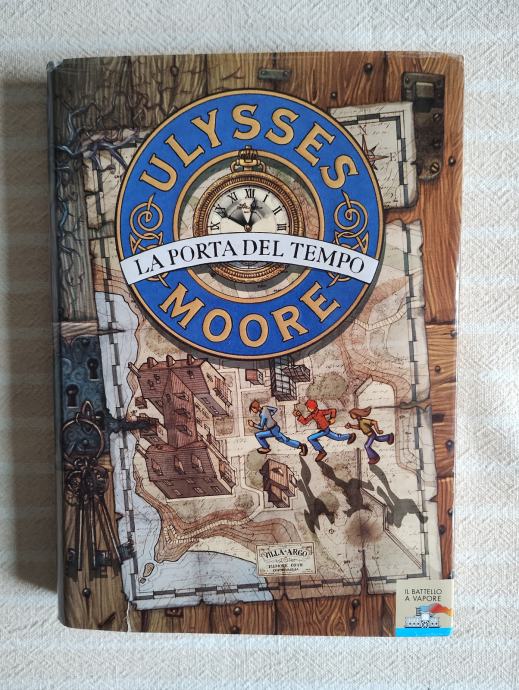 ULYSSES
LA PORTA DEL TEMPO
MOORE
VILLA ARGO
IL BATTELLO
A VAPORE